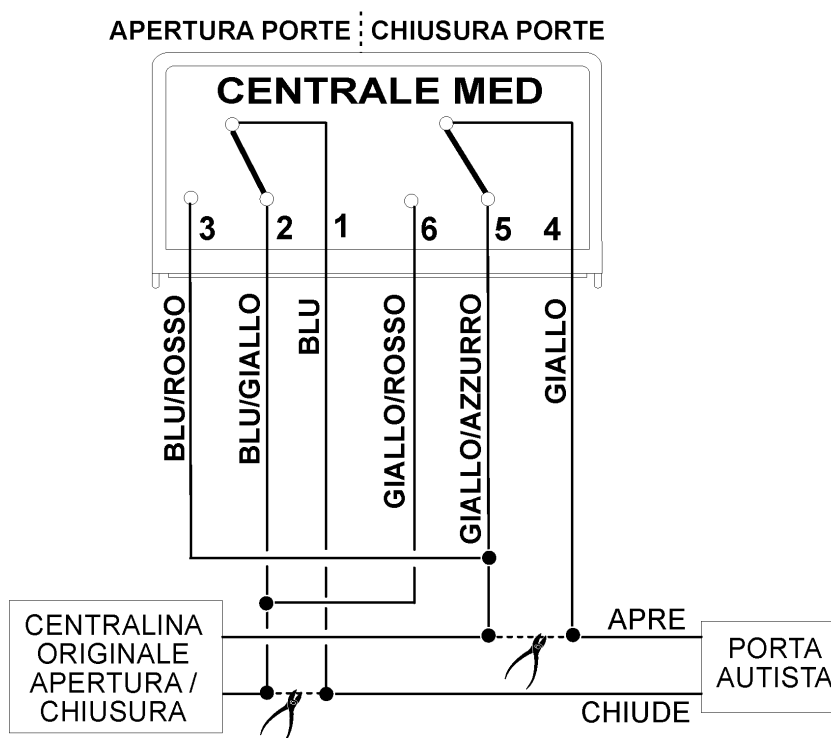 APERTURA PORTE
CHIUSURA PORTE
CENTRALE MED
3
2
1
6
5
4
BLU/ROSSO
BLU/GIALLO
BLU
GIALLO/ROSSO
GIALLO/AZZURRO
GIALLO
CENTRALINA
ORIGINALE
APERTURA /
CHIUSURA
APRE
CHIUDE
PORTA
AUTISTA